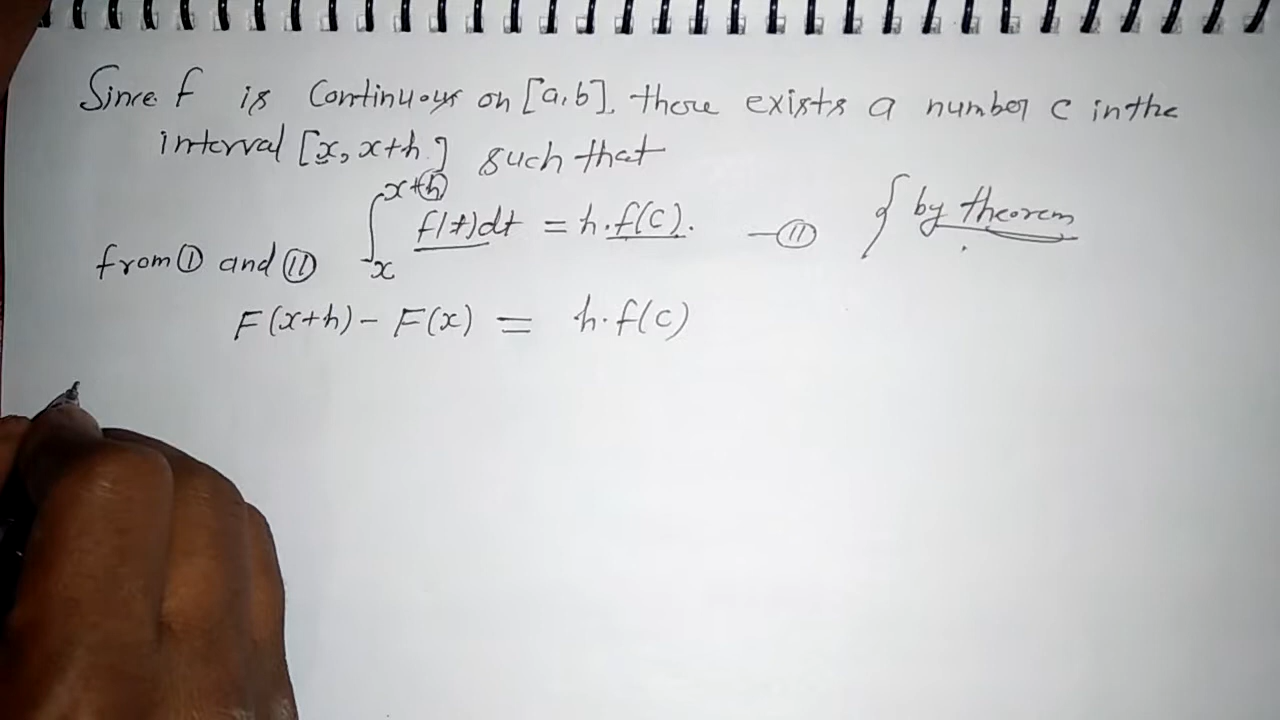 Since f is continuous on [a,b]. there exists a number c in the
interval [x, x+h] such that
∫_x^{x+h} f(t)dt = h.f(c). —(II) { by theorem
from (I) and (II)
F(x+h) - F(x) = h.f(c)